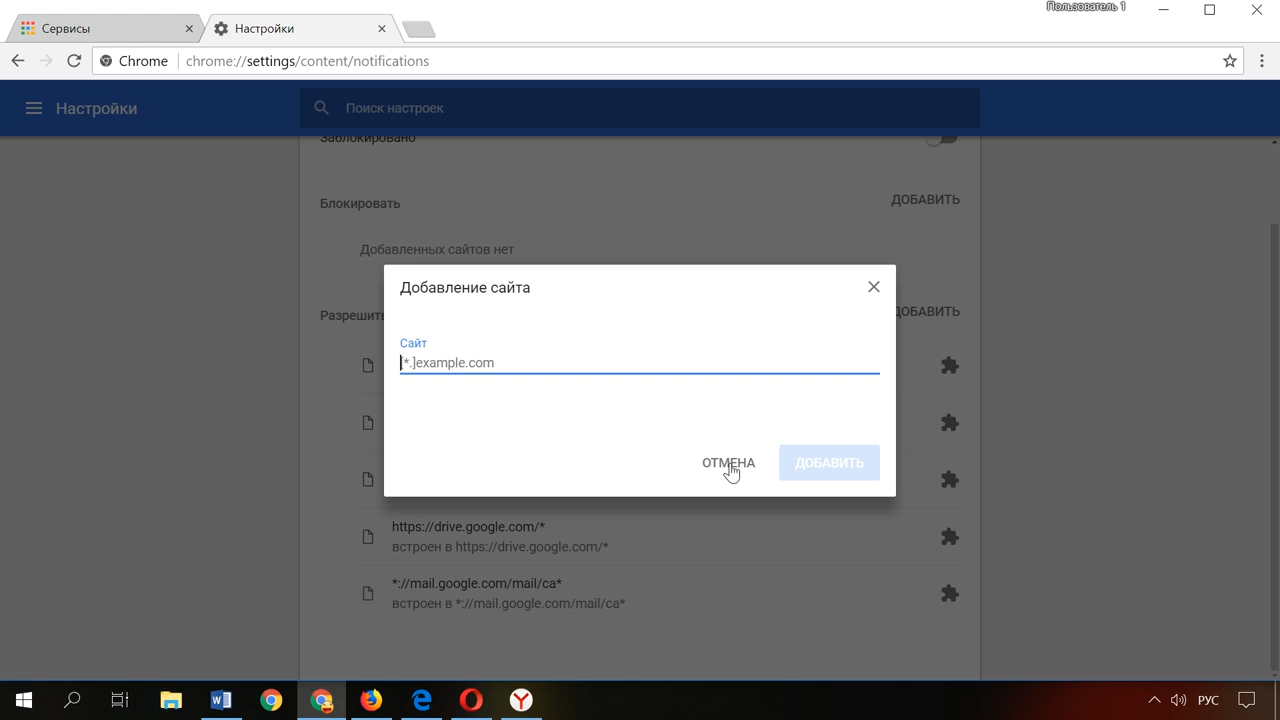 Пользователь 1
Сервисы
Настройки
Chrome
chrome://settings/content/notifications
Настройки
Поиск настроек
Заблокировано
Блокировать
ДОБАВИТЬ
Добавленных сайтов нет
Добавление сайта
Разрешить
ДОБАВИТЬ
Сайт
[*.]example.com
ОТМЕНА
ДОБАВИТЬ
https://drive.google.com/*
встроен в https://drive.google.com/*
*://mail.google.com/mail/ca*
встроен в *://mail.google.com/mail/ca*
РУС